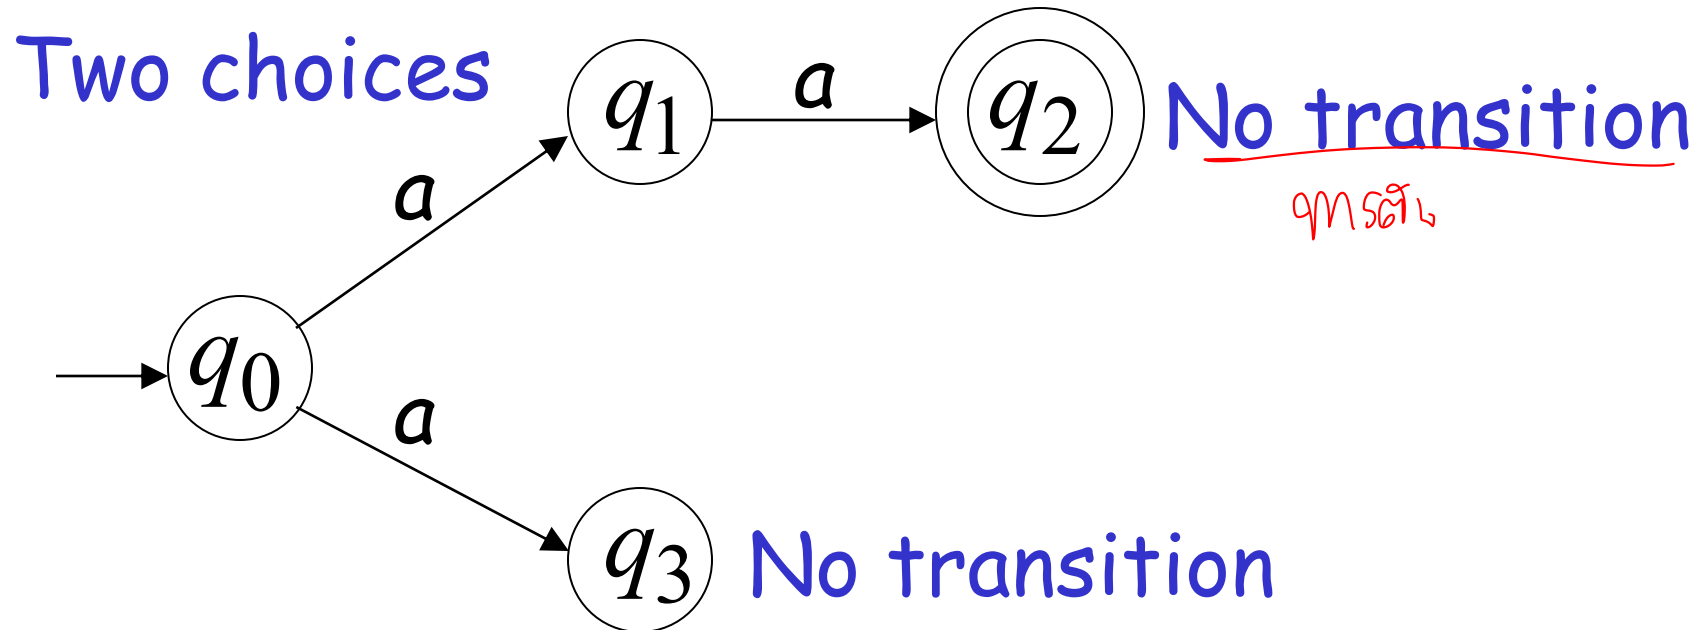 Two choices
q1
a
q2
No transition
a
q0
a
q3
No transition